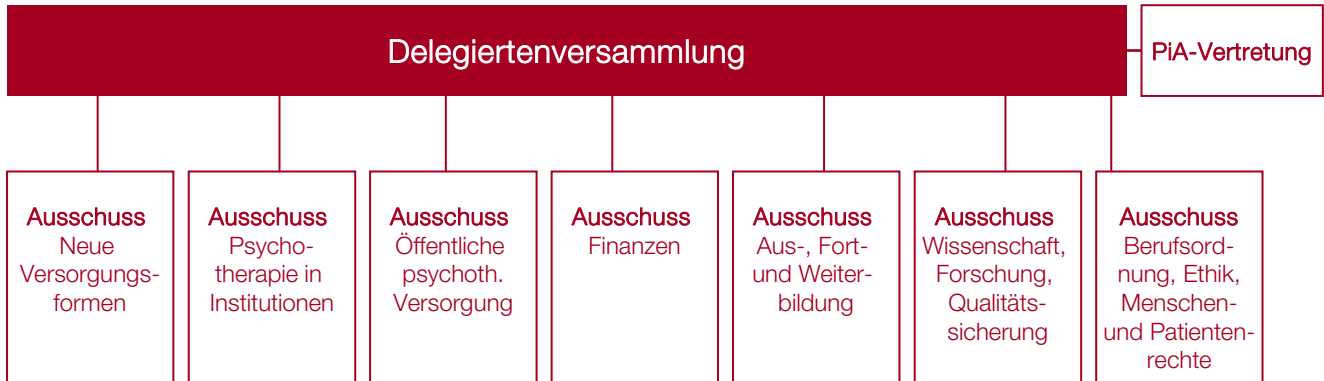 Delegiertenversammlung
PiA-Vertretung
Ausschuss
Neue
Versorgungs-
formen
Ausschuss
Psycho-
therapie in
Institutionen
Ausschuss
Öffentliche
psychoth.
Versorgung
Ausschuss
Finanzen
Ausschuss
Aus-, Fort-
und Weiter-
bildung
Ausschuss
Wissenschaft,
Forschung,
Qualitäts-
sicherung
Ausschuss
Berufsord-
nung, Ethik,
Menschen-
und Patienten-
rechte